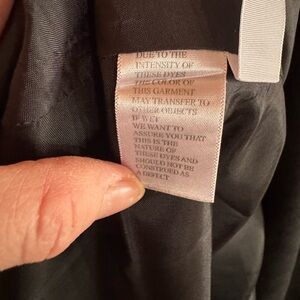 DUE TO THE
INTENSITY OF
THESE DYES
THE COLOR OF
THIS GARMENT
MAY TRANSFER TO
OTHER OBJECTS
IF WET
WE WANT TO
ASSURE YOU THAT
THIS IS THE
NATURE OF
THESE DYES AND
SHOULD NOT BE
CONSTRUED AS
A DEFECT